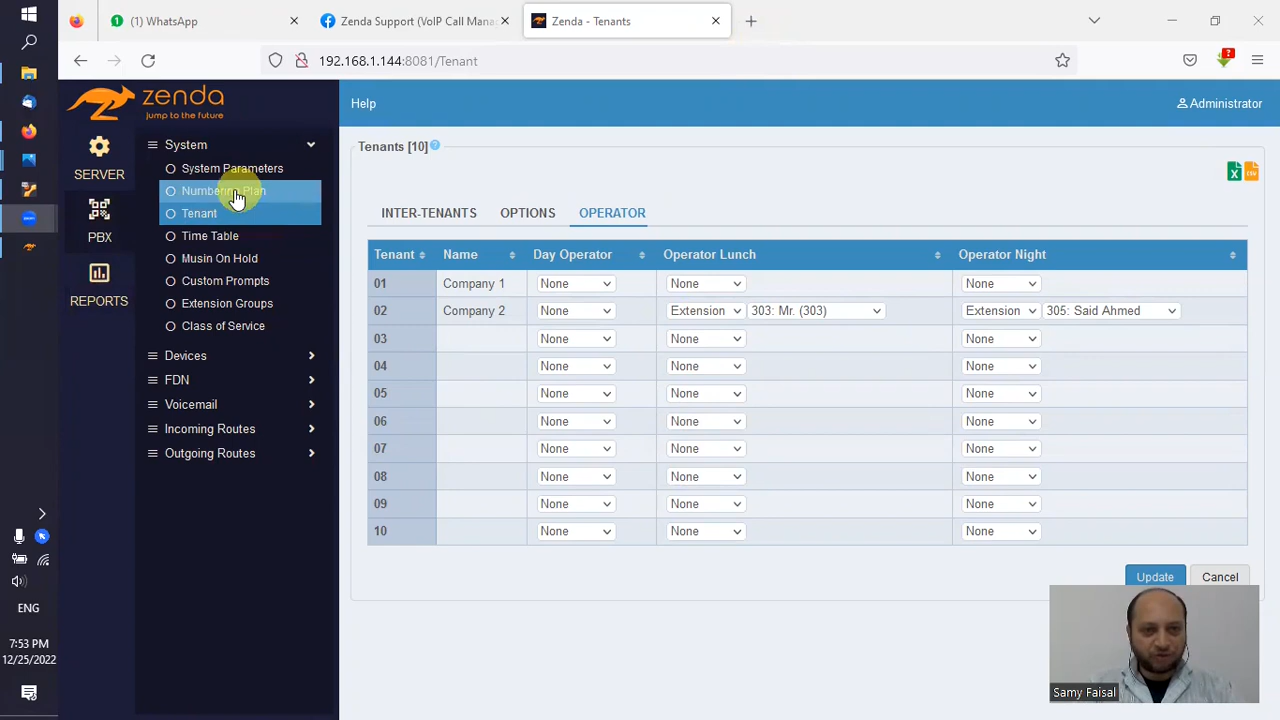 (1) WhatsApp
Zenda Support (VoIP Call Mana
Zenda - Tenants
192.168.1.144:8081/Tenant
zenda
jump to the future
Help
Administrator
SERVER
PBX
REPORTS
System
System Parameters
Numbering Plan
Tenant
Time Table
Musin On Hold
Custom Prompts
Extension Groups
Class of Service
Devices
FDN
Voicemail
Incoming Routes
Outgoing Routes
Tenants [10]
INTER-TENANTS OPTIONS OPERATOR
Tenant Name Day Operator Operator Lunch Operator Night
01 Company 1 None None None
02 Company 2 None Extension 303: Mr. (303) Extension 305: Said Ahmed
03 None None None
04 None None None
05 None None None
06 None None None
07 None None None
08 None None None
09 None None None
10 None None None
Update Cancel
Samy Faisal
ENG
7:53 PM
12/25/2022